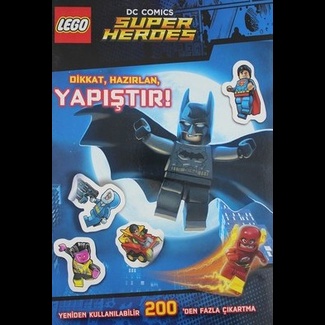 LEGO
DC COMICS
SUPER
HEROES
DİKKAT, HAZIRLAN,
YAPIŞTIR!
YENİDEN KULLANILABİLİR 200 'DEN FAZLA ÇIKARTMA